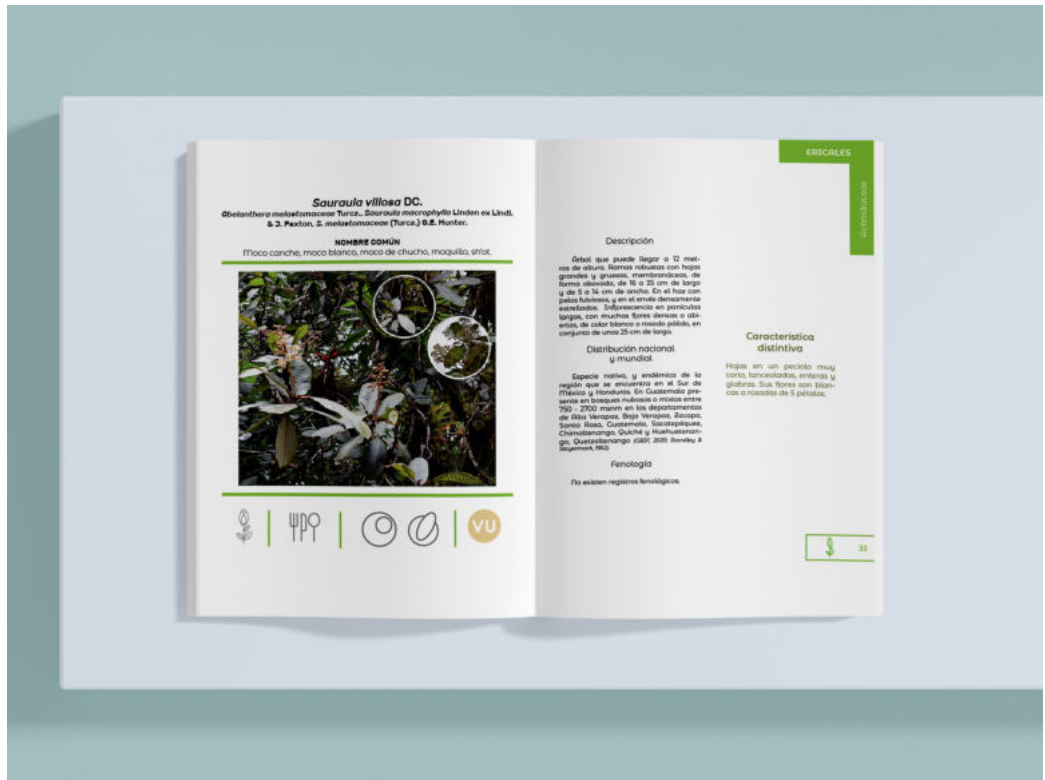 Saurauia villosa DC.
Obelanthera melastomaceae Turcz., Saurauia macrophylla Linden ex Lindl.
& J. Paxton, S. melastomaceae (Turcz.) G.E. Hunter.
NOMBRE COMÚN
Moco canche, moco blanco, moco de chucho, moquillo, sh'ot.
VU
ERICALES
Actinidiaceae
Descripción
Árbol que puede llegar a 12 met-
ros de altura. Ramas robustas con hojas
grandes y gruesas, membranáceas, de
forma obovada, de 16 a 35 cm de largo
y de 5 a 14 cm de ancho. En el haz con
pelos fulviosos, y en el envés densamente
estrellados. Inflorescencia en panículas
largas, con muchas flores densas o abi-
ertas, de color blanco o rosado pálido, en
conjunto de unos 25 cm de largo.
Distribución nacional
y mundial
Especie nativa, y endémica de la
región que se encuentra en el Sur de
México y Honduras. En Guatemala pre-
sente en bosques nubosos o mixtos entre
750 - 2700 msnm en los departamentos
de Alta Verapaz, Baja Verapaz, Zacapa,
Santa Rosa, Guatemala, Sacatepéquez,
Chimaltenango, Quiché y Huehuetenan-
go, Quetzaltenango (GBIF, 2020; Standley &
Steyermark, 1962).
Fenología
No existen registros fenológicos.
Característica
distintiva
Hojas en un pecíolo muy
corto, lanceoladas, enteras y
glabras. Sus flores son blan-
cas a rosadas de 5 pétalos.
33